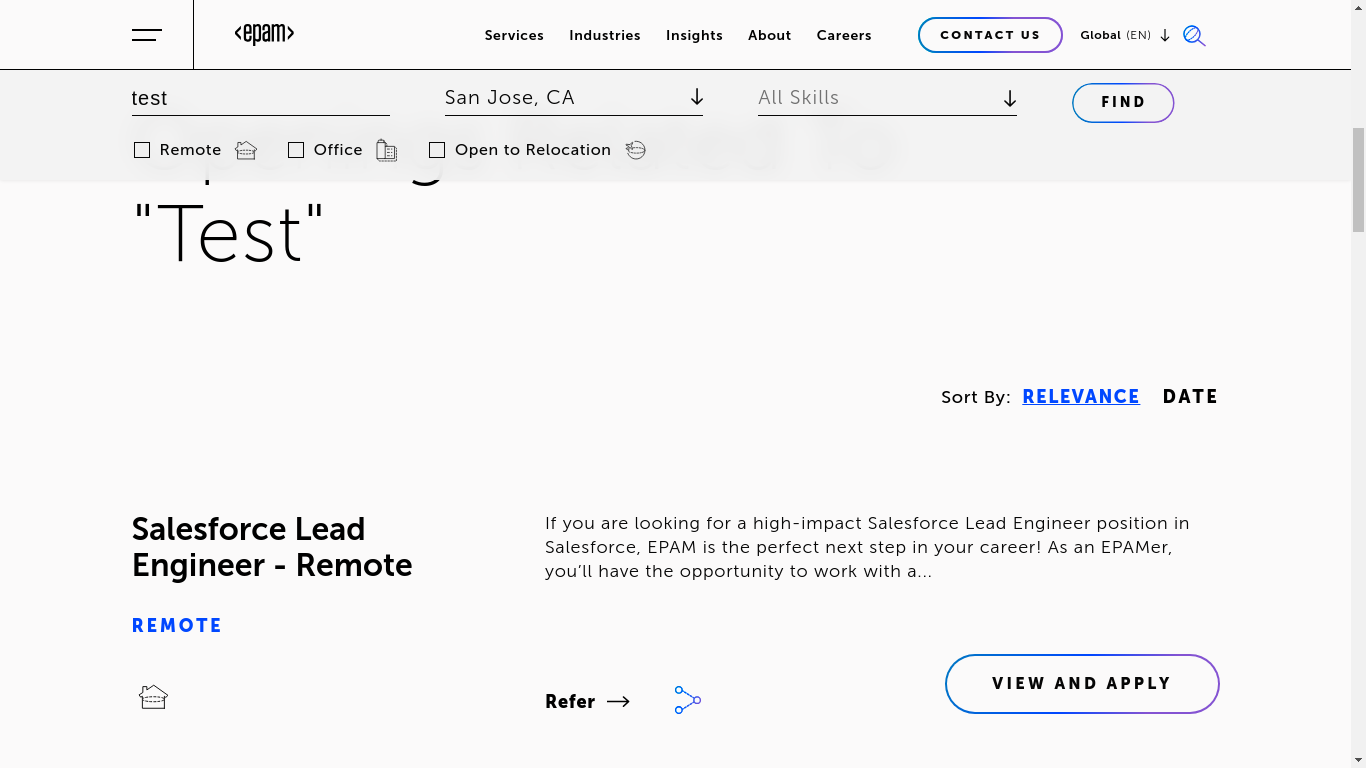 <epam>
Services Industries Insights About Careers
CONTACT US
Global (EN)
test
San Jose, CA
All Skills
FIND
Remote
Office
Open to Relocation
"Test"
Sort By: RELEVANCE DATE
Salesforce Lead
Engineer - Remote
REMOTE
If you are looking for a high-impact Salesforce Lead Engineer position in
Salesforce, EPAM is the perfect next step in your career! As an EPAMer,
you’ll have the opportunity to work with a...
Refer
VIEW AND APPLY